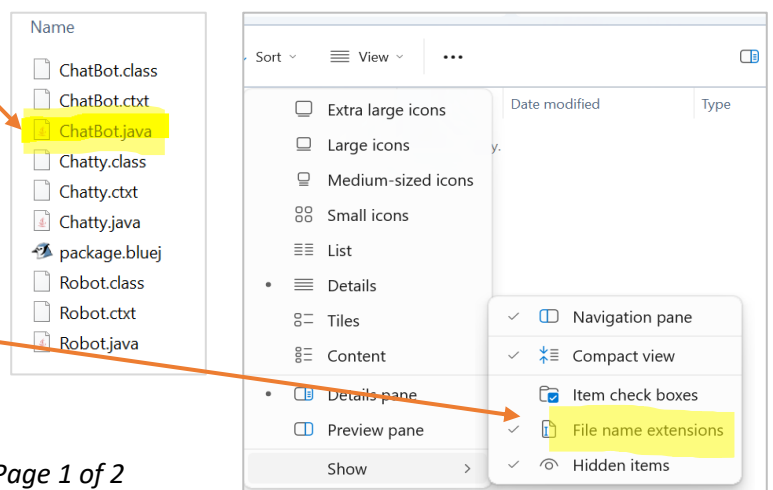 Name
ChatBot.class
ChatBot.ctxt
ChatBot.java
Chatty.class
Chatty.ctxt
Chatty.java
package.bluej
Robot.class
Robot.ctxt
Robot.java
Sort View •••
Date modified Type
Extra large icons
Large icons
y.
Medium-sized icons
Small icons
List
Details
Tiles
Content
Details pane
Preview pane
Show
Navigation pane
Compact view
Item check boxes
File name extensions
Hidden items
Page 1 of 2